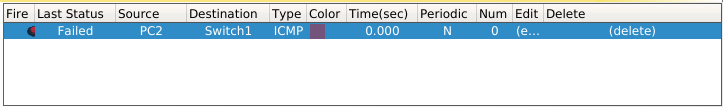 Fire Last Status Source Destination Type Color Time(sec) Periodic Num Edit Delete
Failed PC2 Switch1 ICMP 0.000 N 0 (e... (delete)